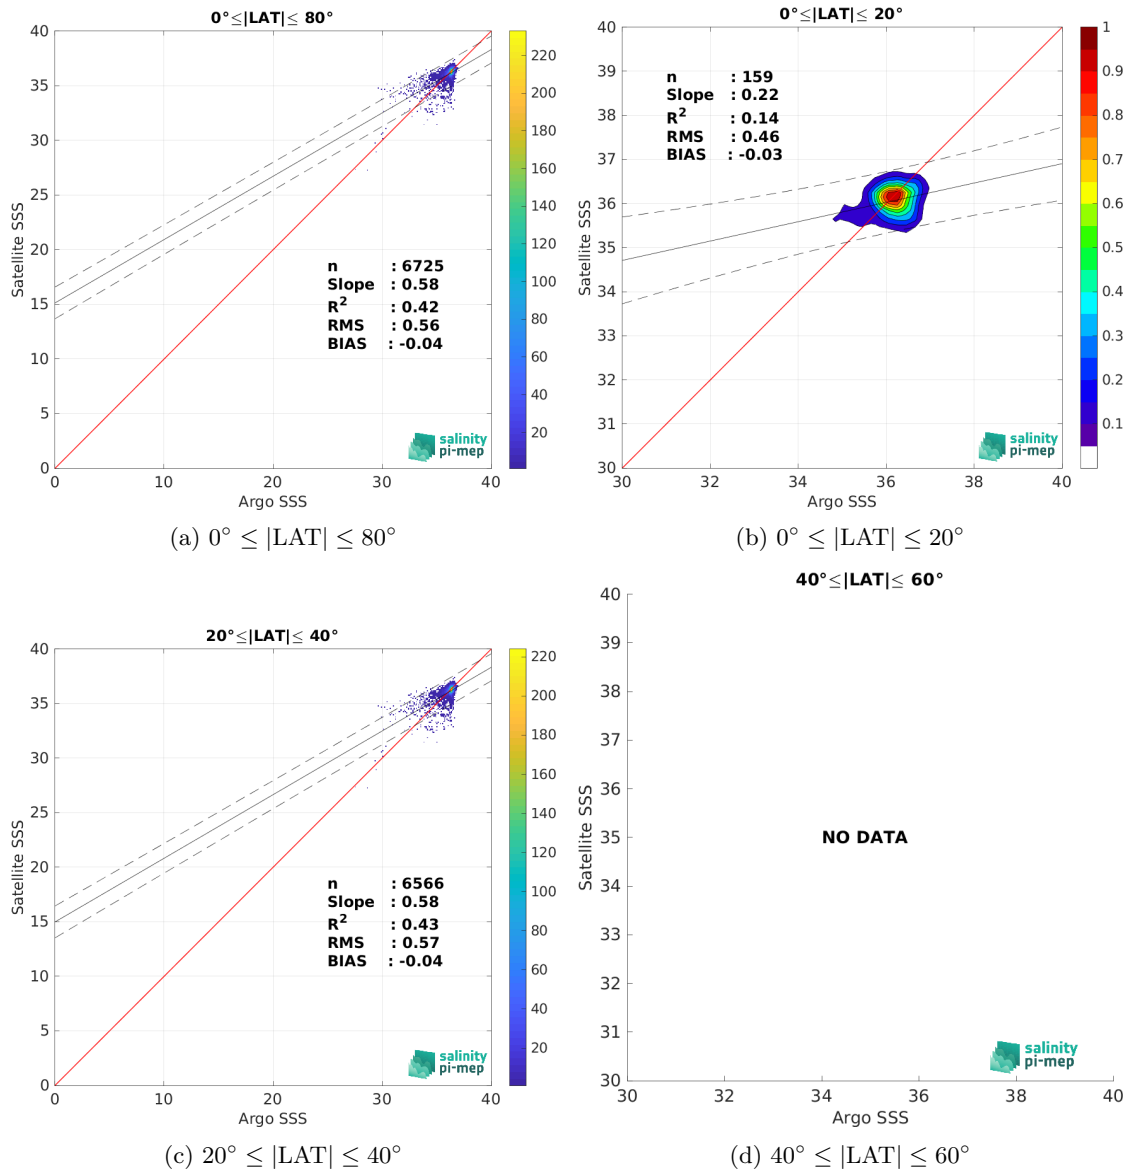 0°≤|LAT|≤ 80°
40
35
30
25
20
15
10
5
0
Satellite SSS
n : 6725
Slope : 0.58
R2 : 0.42
RMS : 0.56
BIAS : -0.04
salinity
pi-mep
0 10 20 30 40
Argo SSS
220
200
180
160
140
120
100
80
60
40
20
(a) 0° ≤ |LAT| ≤ 80°
0°≤|LAT|≤ 20°
40
39
38
37
36
35
34
33
32
31
30
Satellite SSS
n : 159
Slope : 0.22
R2 : 0.14
RMS : 0.46
BIAS : -0.03
salinity
pi-mep
30 32 34 36 38 40
Argo SSS
1
0.9
0.8
0.7
0.6
0.5
0.4
0.3
0.2
0.1
(b) 0° ≤ |LAT| ≤ 20°
20°≤|LAT|≤ 40°
40
35
30
25
20
15
10
5
0
Satellite SSS
n : 6566
Slope : 0.58
R2 : 0.43
RMS : 0.57
BIAS : -0.04
salinity
pi-mep
0 10 20 30 40
Argo SSS
220
200
180
160
140
120
100
80
60
40
20
(c) 20° ≤ |LAT| ≤ 40°
40°≤|LAT|≤ 60°
40
39
38
37
36
35
34
33
32
31
30
Satellite SSS
NO DATA
salinity
pi-mep
30 32 34 36 38 40
Argo SSS
(d) 40° ≤ |LAT| ≤ 60°